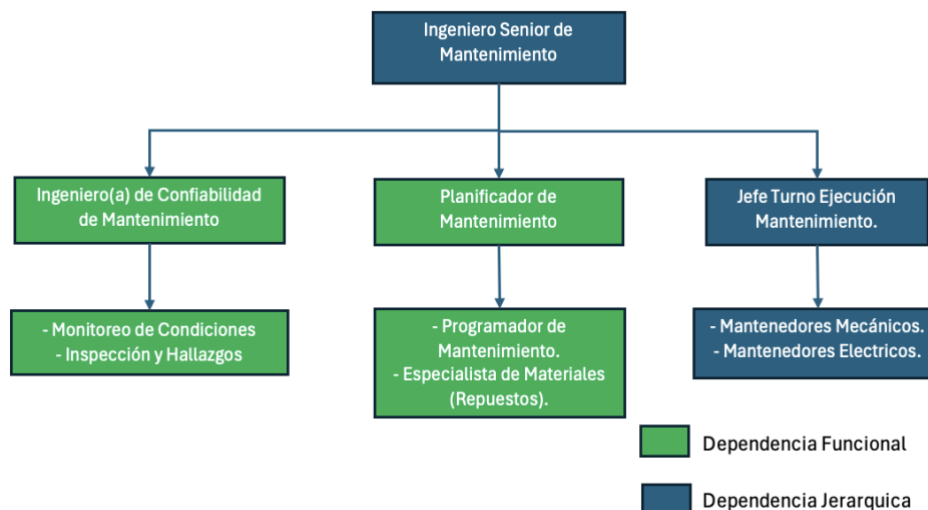 Ingeniero Senior de
Mantenimiento
Ingeniero(a) de Confiabilidad
de Mantenimiento
Planificador de
Mantenimiento
Jefe Turno Ejecución
Mantenimiento.
- Monitoreo de Condiciones
- Inspección y Hallazgos
- Programador de
Mantenimiento.
- Especialista de Materiales
(Repuestos).
- Mantenedores Mecánicos.
- Mantenedores Electricos.
Dependencia Funcional
Dependencia Jerarquica